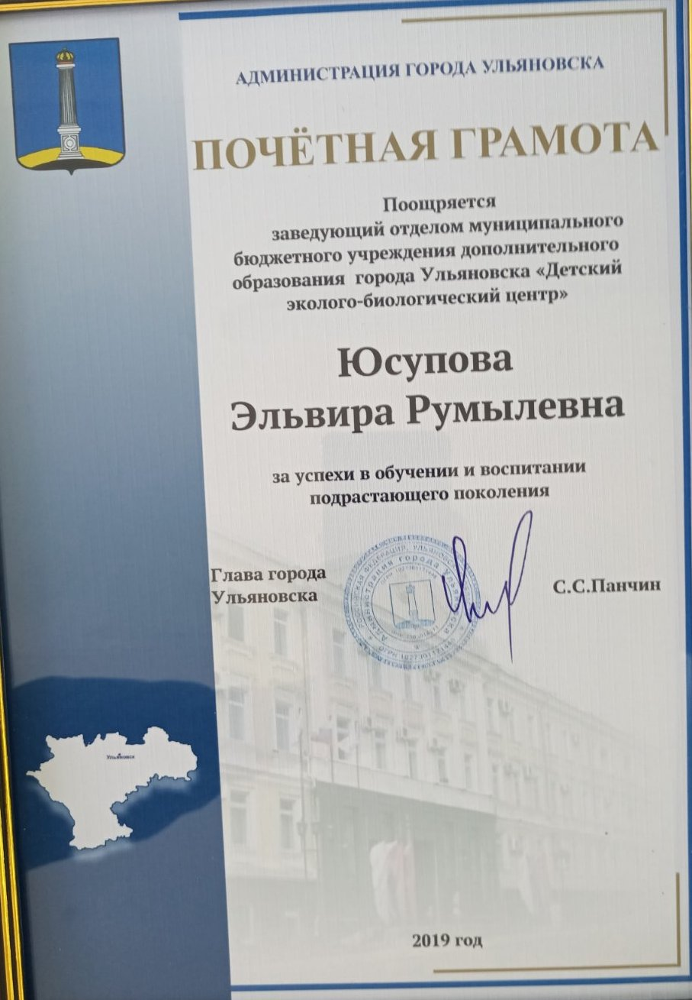 АДМИНИСТРАЦИЯ ГОРОДА УЛЬЯНОВСКА
ПОЧЁТНАЯ ГРАМОТА
Поощряется
заведующий отделом муниципального
бюджетного учреждения дополнительного
образования города Ульяновска «Детский
эколого-биологический центр»
Юсупова
Эльвира Румылевна
за успехи в обучении и воспитании
подрастающего поколения
Глава города
Ульяновска
С.С.Панчин
Ульяновск
2019 год